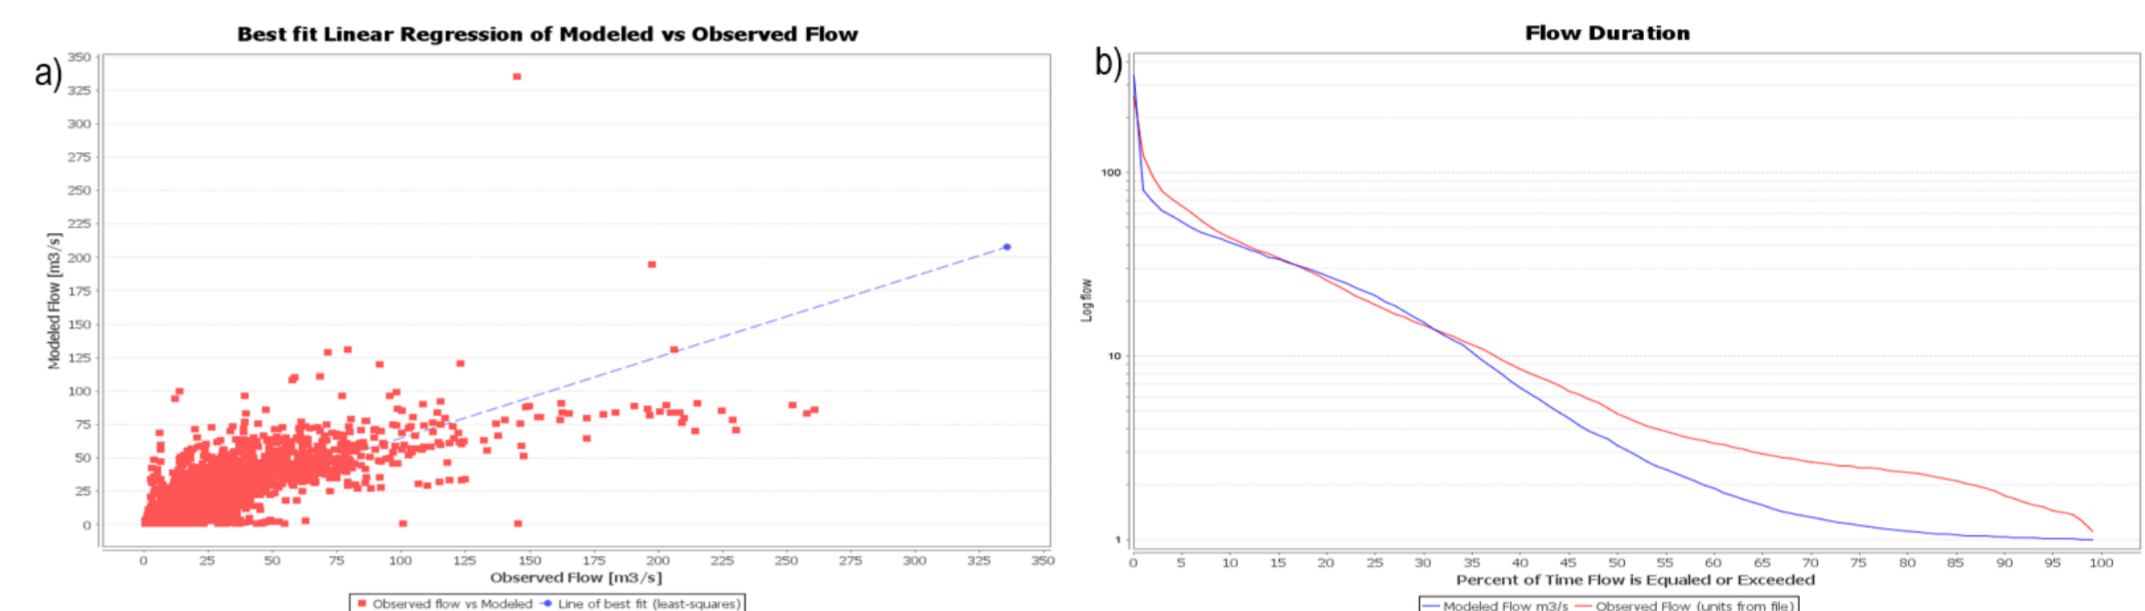 Best fit Linear Regression of Modeled vs Observed Flow
a)
350
325
300
275
250
225
200
175
150
125
100
75
50
25
0
Modeled Flow [m3/s]
0 25 50 75 100 125 150 175 200 225 250 275 300 325 350
Observed Flow [m3/s]
Observed flow vs Modeled Line of best fit (least-squares)
Flow Duration
b)
100
10
1
Log flow
0 5 10 15 20 25 30 35 40 45 50 55 60 65 70 75 80 85 90 95 100
Percent of Time Flow is Equaled or Exceeded
Modeled Flow m3/s Observed Flow (units from file)